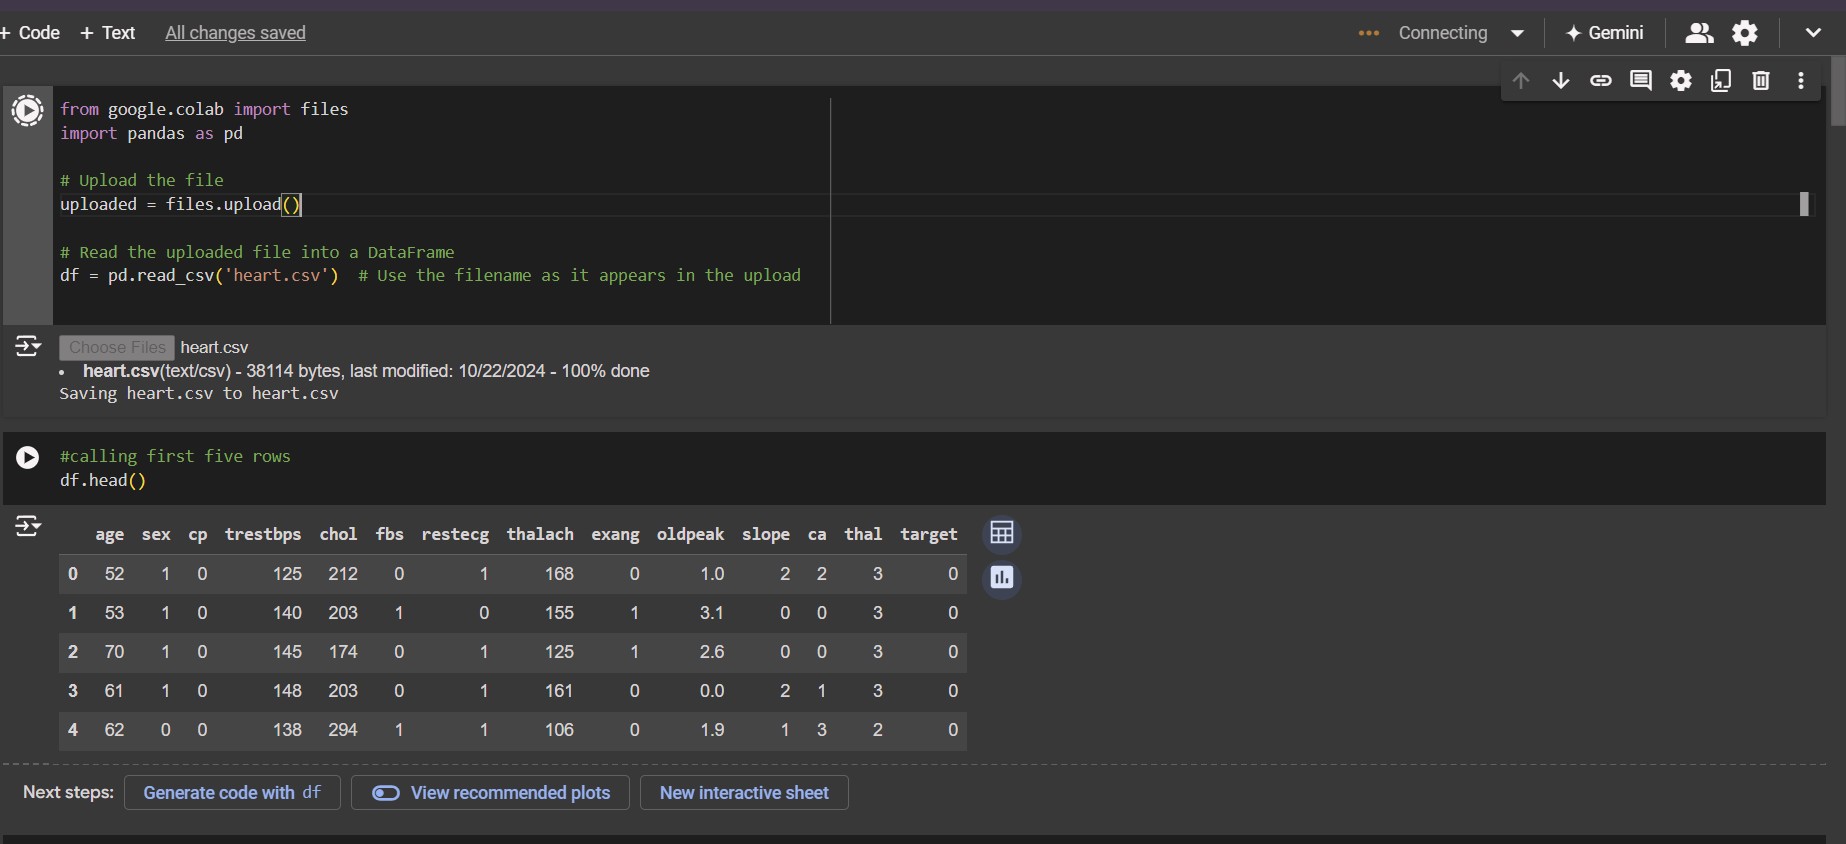 + Code + Text All changes saved ••• Connecting Gemini
from google.colab import files
import pandas as pd
# Upload the file
uploaded = files.upload()
# Read the uploaded file into a DataFrame
df = pd.read_csv('heart.csv')  # Use the filename as it appears in the upload
Choose Files heart.csv
• heart.csv(text/csv) - 38114 bytes, last modified: 10/22/2024 - 100% done
Saving heart.csv to heart.csv
#calling first five rows
df.head()
age sex cp trestbps chol fbs restecg thalach exang oldpeak slope ca thal target
0 52 1 0 125 212 0 1 168 0 1.0 2 2 3 0
1 53 1 0 140 203 1 0 155 1 3.1 0 0 3 0
2 70 1 0 145 174 0 1 125 1 2.6 0 0 3 0
3 61 1 0 148 203 0 1 161 0 0.0 2 1 3 0
4 62 0 0 138 294 1 1 106 0 1.9 1 3 2 0
Next steps: Generate code with df View recommended plots New interactive sheet